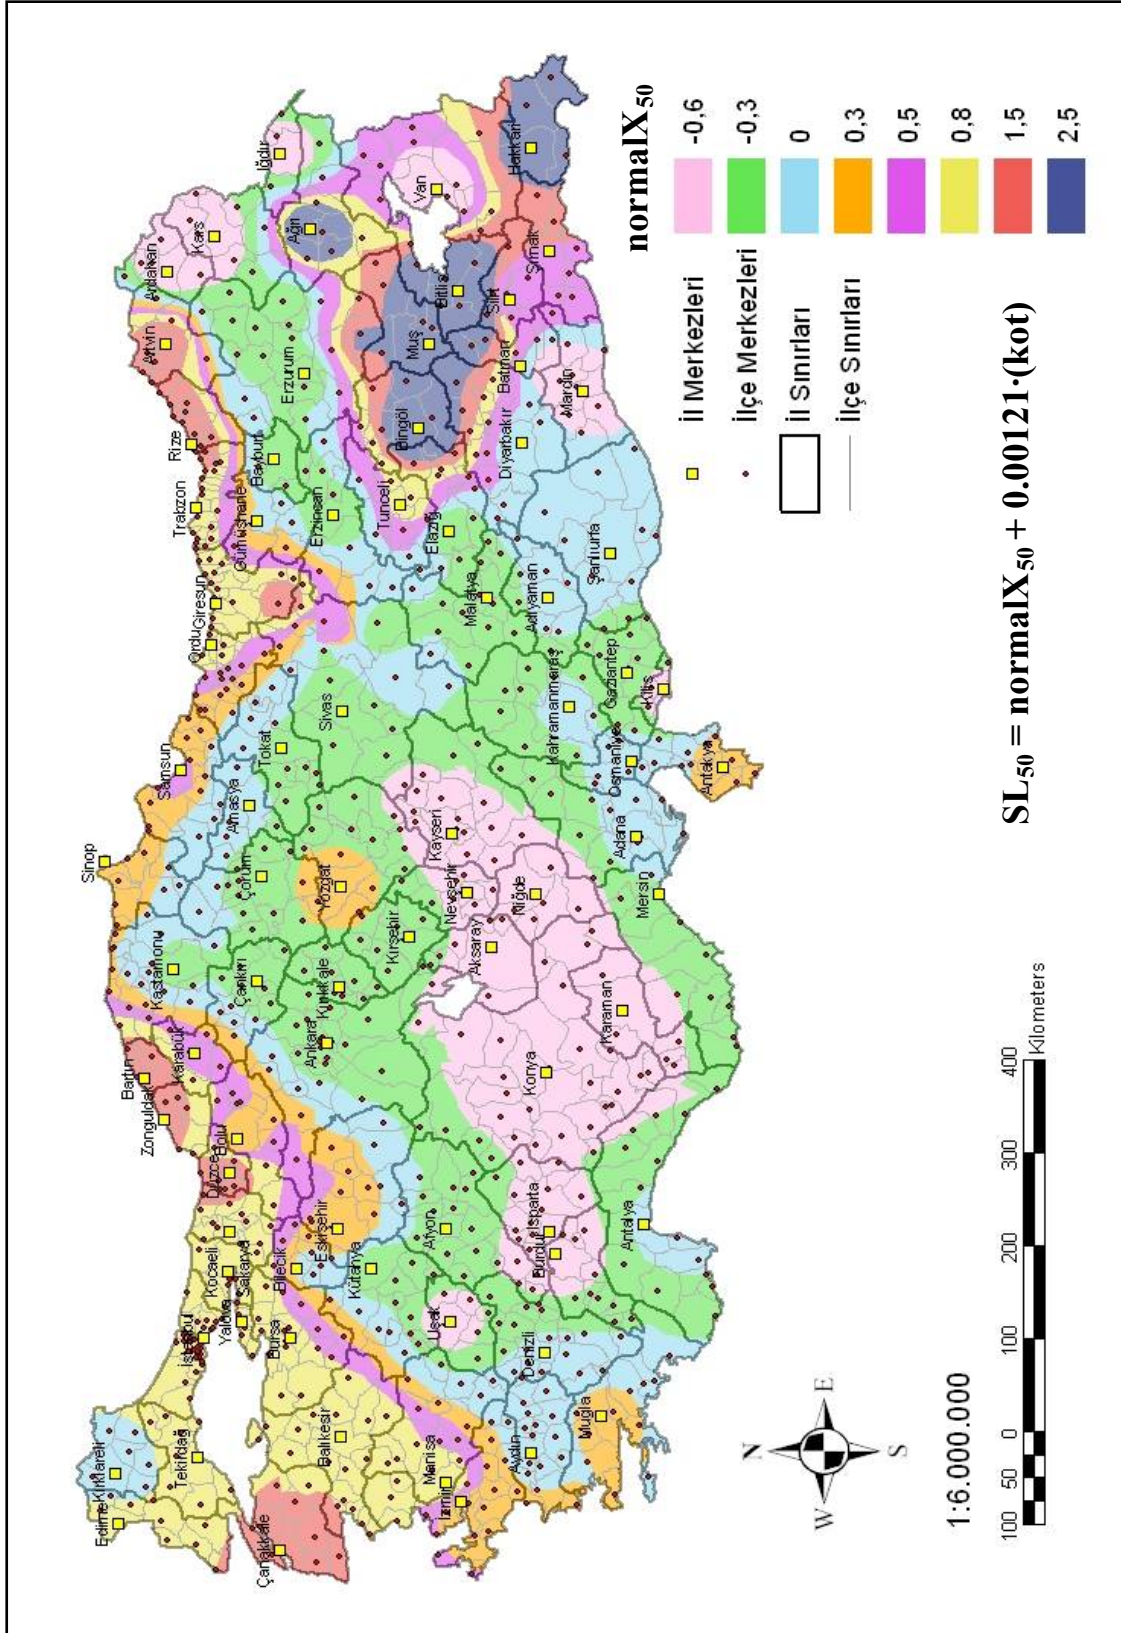 Edirne
Kırklareli
Tekirdağ
İstanbul
Çanakkale
Balıkesir
Bursa
Yalova
Kocaeli
Sakarya
Bilecik
Düzce
Bolu
Zonguldak
Bartın
Karabük
Kastamonu
Sinop
Samsun
Ordu
Giresun
Trabzon
Rize
Artvin
Ardahan
Kars
Iğdır
Ağrı
Eskişehir
Kütahya
Ankara
Kırıkkale
Çankırı
Çorum
Amasya
Tokat
Yozgat
Sivas
Gümüşhane
Bayburt
Erzincan
Erzurum
Manisa
İzmir
Uşak
Afyon
Kırşehir
Nevşehir
Kayseri
Aksaray
Niğde
Malatya
Elazığ
Tunceli
Bingöl
Muş
Bitlis
Van
Aydın
Muğla
Denizli
Burdur
Isparta
Antalya
Konya
Karaman
Mersin
Adana
Osmaniye
Kahramanmaraş
Gaziantep
Kilis
Antakya
Adıyaman
Şanlıurfa
Diyarbakır
Mardin
Batman
Siirt
Şırnak
Hakkari
normalX50
-0,6
-0,3
0
0,3
0,5
0,8
1,5
2,5
İl Merkezleri
İlçe Merkezleri
İl Sınırları
İlçe Sınırları
N
W E
S
1:6.000.000
100 50 0 100 200 300 400
Kilometers
SL50 = normalX50 + 0.00121·(kot)